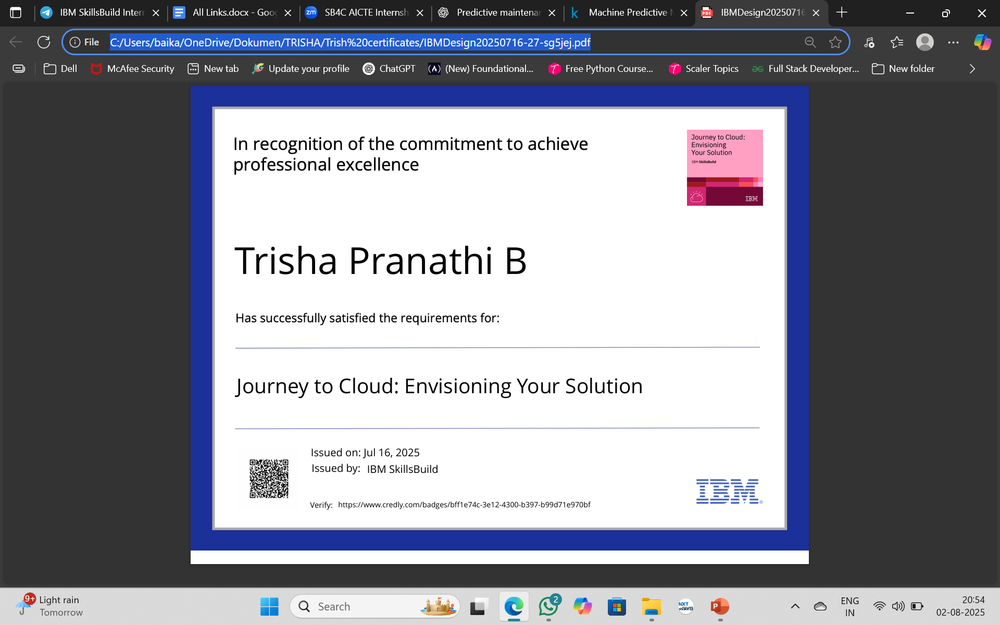 IBM SkillsBuild Intern
All Links.docx - Goog
SB4C AICTE Internsh
Predictive maintenan
Machine Predictive M
IBMDesign20250716
File
C:/Users/baika/OneDrive/Dokumen/TRISHA/Trish%20certificates/IBMDesign20250716-27-sg5jej.pdf
Dell
McAfee Security
New tab
Update your profile
ChatGPT
(New) Foundational...
Free Python Course...
Scaler Topics
Full Stack Developer...
New folder
In recognition of the commitment to achieve
professional excellence
Journey to Cloud:
Envisioning
Your Solution
IBM SkillsBuild
IBM
Trisha Pranathi B
Has successfully satisfied the requirements for:
Journey to Cloud: Envisioning Your Solution
Issued on: Jul 16, 2025
Issued by: IBM SkillsBuild
Verify: https://www.credly.com/badges/bff1e74c-3e12-4300-b397-b99d71e970bf
IBM®
9+
Light rain
Tomorrow
Search
2
NXT
WAVE
P
ENG
IN
20:54
02-08-2025